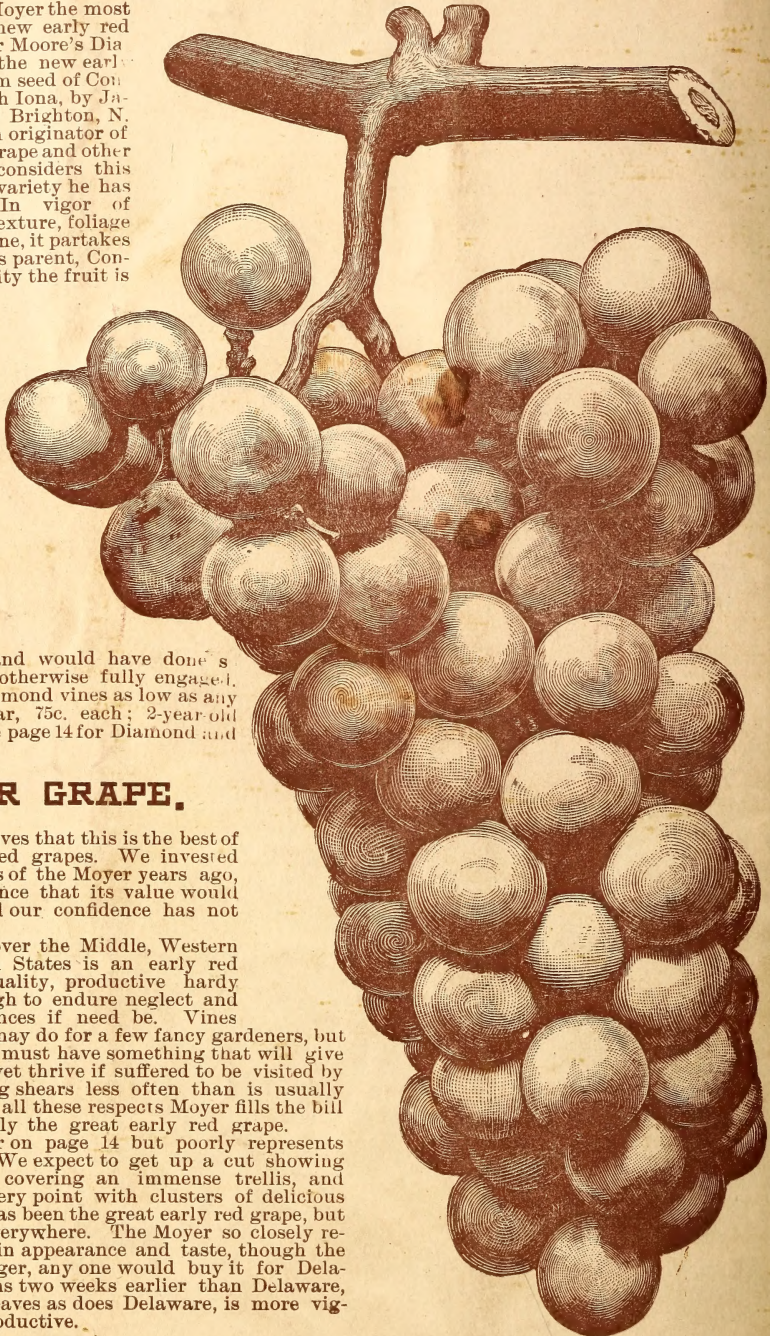 Moyer the most
new early red
r Moore's Dia
the new earl
m seed of Con
h Iona, by Ja-
Brighton, N.
originator of
rape and other
considers this
variety he has
In vigor of
exture, foliage
ne, it partakes
s parent, Con-
ity the fruit is
nd would have done s
otherwise fully engaged.
mond vines as low as any
ar, 75c. each; 2-year-old
page 14 for Diamond and
R GRAPE.
ves that this is the best of
ed grapes. We invested
s of the Moyer years ago,
nce that its value would
l our confidence has not
ver the Middle, Western
States is an early red
uality, productive hardy
gh to endure neglect and
nces if need be. Vines
may do for a few fancy gardeners, but
must have something that will give
yet thrive if suffered to be visited by
g shears less often than is usually
all these respects Moyer fills the bill
ly the great early red grape.
r on page 14 but poorly represents
We expect to get up a cut showing
covering an immense trellis, and
ery point with clusters of delicious
as been the great early red grape, but
erywhere. The Moyer so closely re-
in appearance and taste, though the
ger, any one would buy it for Dela-
ns two weeks earlier than Delaware,
eaves as does Delaware, is more vig-
oductive.